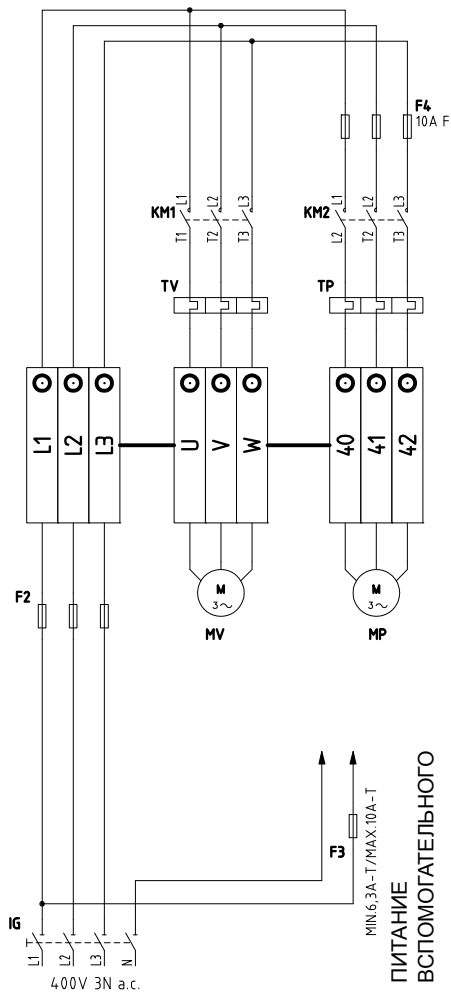 F4
10A F
L1 L2 L3
KM1
T1 T2 T3
L1 L2 L3
KM2
L2 T2 T3
TV
TP
L1 L2 L3
U V W
40 41 42
M
3~
MV
M
3~
MP
F2
F3
MIN.6,3A-T/MAX.10A-T
ПИТАНИЕ
ВСПОМОГАТЕЛЬНОГО
IG
L1 L2 L3 N
400V 3N a.c.